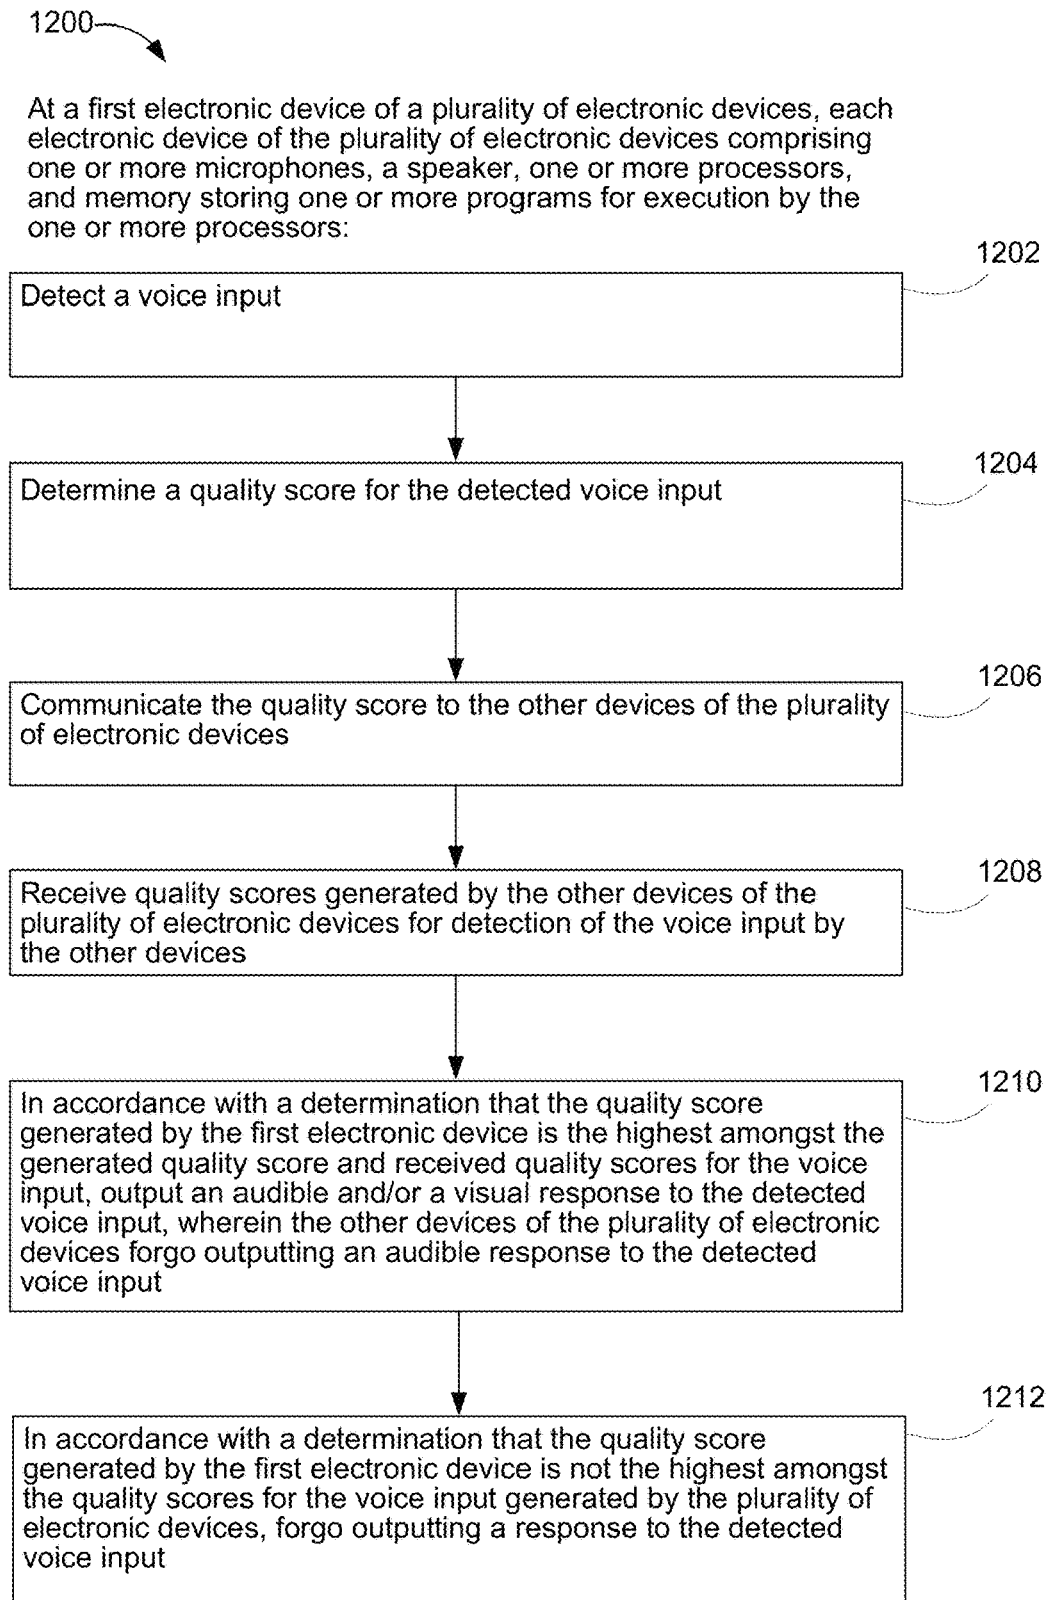 1200
At a first electronic device of a plurality of electronic devices, each
electronic device of the plurality of electronic devices comprising
one or more microphones, a speaker, one or more processors,
and memory storing one or more programs for execution by the
one or more processors:
1202
Detect a voice input
1204
Determine a quality score for the detected voice input
1206
Communicate the quality score to the other devices of the plurality
of electronic devices
1208
Receive quality scores generated by the other devices of the
plurality of electronic devices for detection of the voice input by
the other devices
1210
In accordance with a determination that the quality score
generated by the first electronic device is the highest amongst the
generated quality score and received quality scores for the voice
input, output an audible and/or a visual response to the detected
voice input, wherein the other devices of the plurality of electronic
devices forgo outputting an audible response to the detected
voice input
1212
In accordance with a determination that the quality score
generated by the first electronic device is not the highest amongst
the quality scores for the voice input generated by the plurality of
electronic devices, forgo outputting a response to the detected
voice input